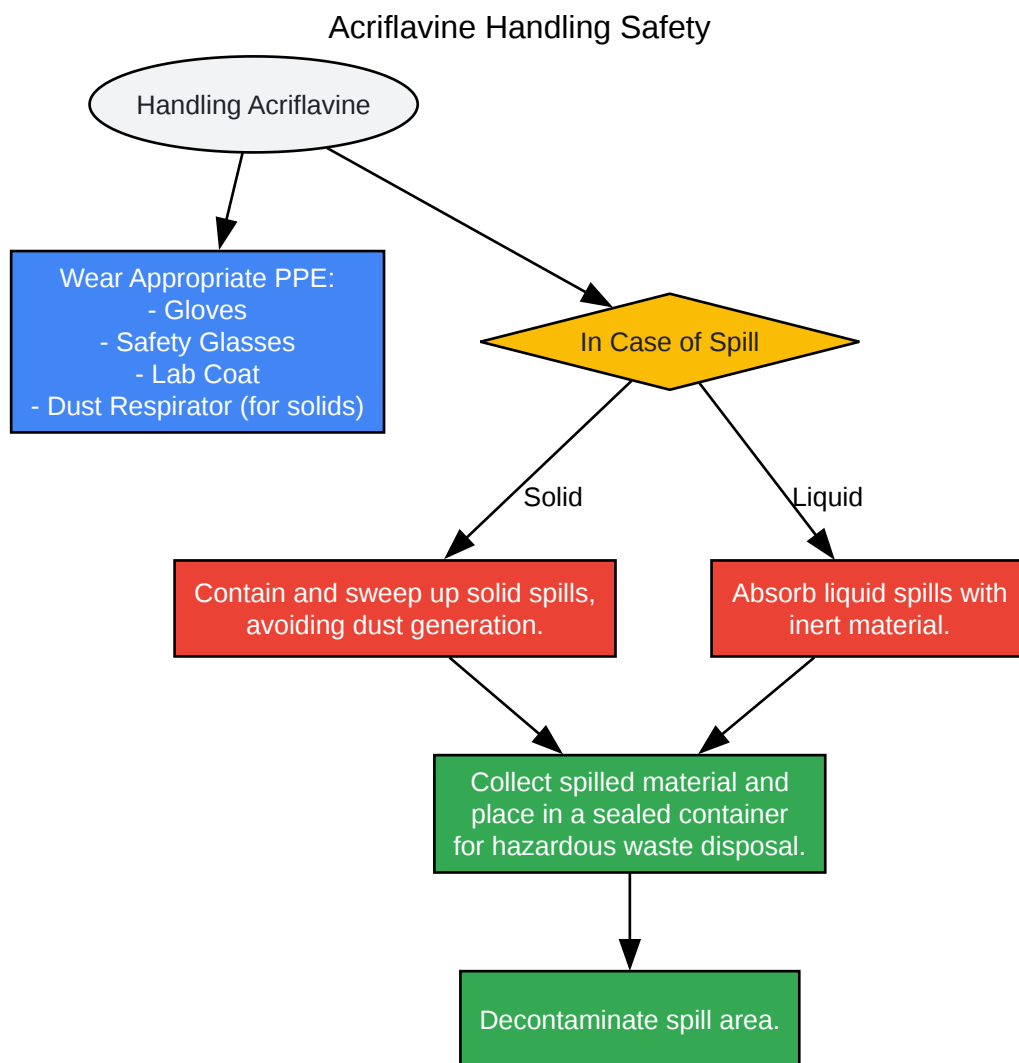 Acriflavine Handling Safety
Handling Acriflavine
Wear Appropriate PPE:
- Gloves
- Safety Glasses
- Lab Coat
- Dust Respirator (for solids)
In Case of Spill
Solid
Liquid
Contain and sweep up solid spills,
avoiding dust generation.
Absorb liquid spills with
inert material.
Collect spilled material and
place in a sealed container
for hazardous waste disposal.
Decontaminate spill area.